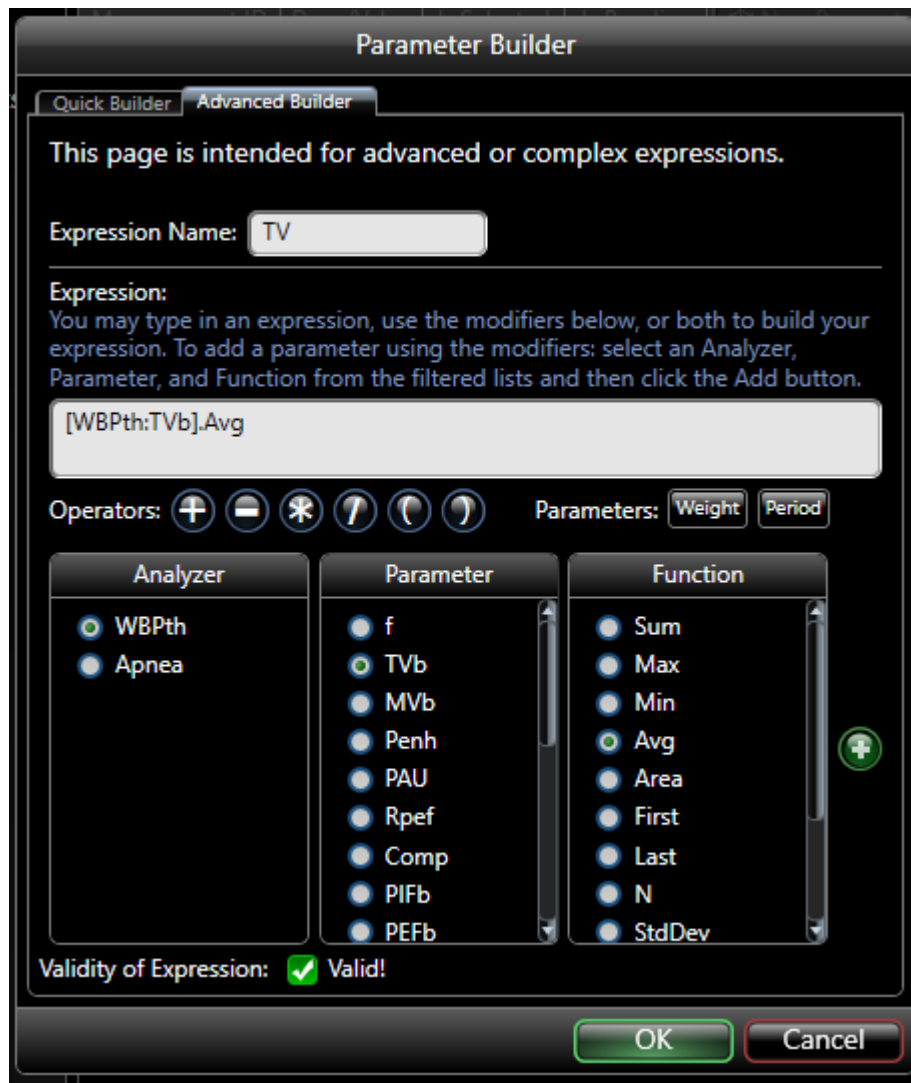 Parameter Builder
Quick Builder Advanced Builder
This page is intended for advanced or complex expressions.
Expression Name: TV
Expression:
You may type in an expression, use the modifiers below, or both to build your
expression. To add a parameter using the modifiers: select an Analyzer,
Parameter, and Function from the filtered lists and then click the Add button.
[WBPth:TVb].Avg
Operators: + - * / ( ) Parameters: Weight Period
Analyzer Parameter Function
WBPth f Sum
Apnea TVb Max
MVb Min
Penh Avg
PAU Area
Rpef First
Comp Last
PIFb N
PEFb StdDev
Validity of Expression: Valid!
OK Cancel